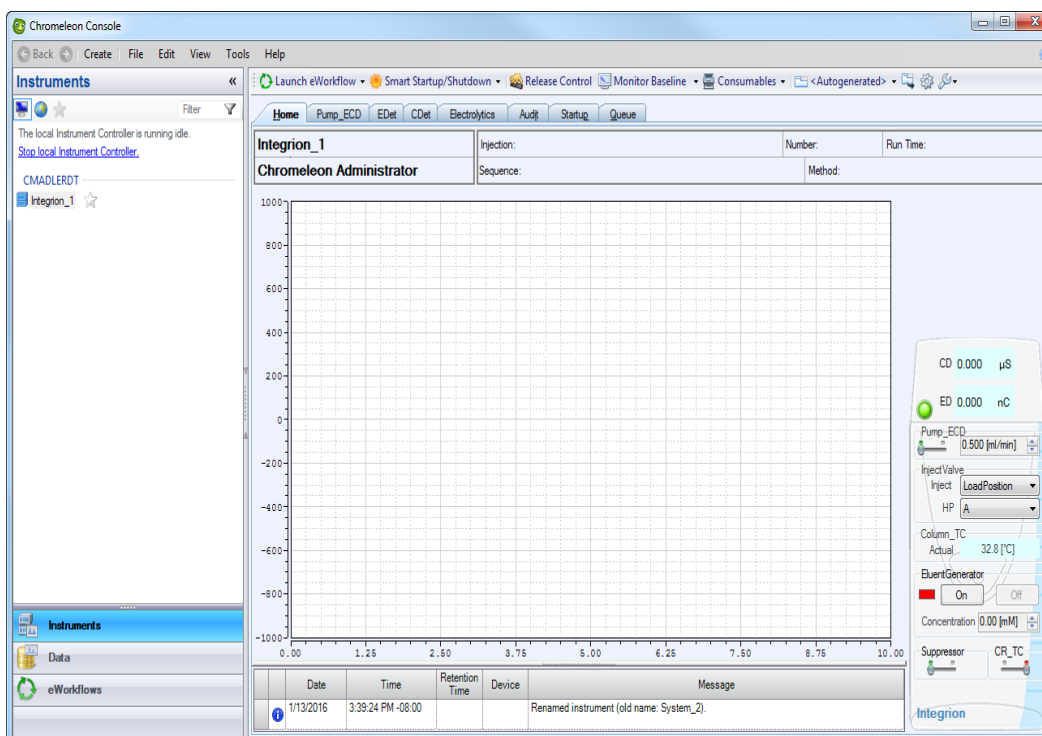 Chromeleon Console
Back Create File Edit View Tools Help
Instruments «
Launch eWorkflow Smart Startup/Shutdown Release Control Monitor Baseline Consumables <Autogenerated>
Filter
The local Instrument Controller is running idle.
Stop local Instrument Controller.
CMADLERDT
Integrion_1
Home Pump_ECD EDet CDet Electrolytics Audit Startup Queue
Integrion_1 Injection: Number: Run Time:
Chromeleon Administrator Sequence: Method:
1000
800
600
400
200
0
-200
-400
-600
-800
-1000
0.00 1.25 2.50 3.75 5.00 6.25 7.50 8.75 10.00
CD 0.000 µS
ED 0.000 nC
Pump_ECD
0.500 [ml/min]
InjectValve
Inject LoadPosition
HP A
Column_TC
Actual 32.8 [°C]
EluentGenerator
On Off
Concentration 0.00 [mM]
Suppressor CR_TC
Integrion
Instruments
Data
eWorkflows
Date Time Retention Time Device Message
1/13/2016 3:39:24 PM -08:00 Renamed instrument (old name: System_2).